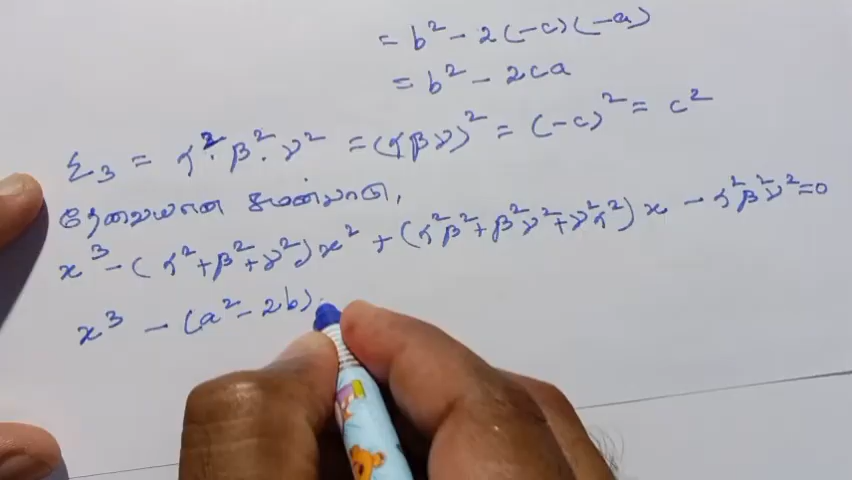 = b² - 2(-c)(-a)
= b² - 2ca
Σ₃ = α². β². γ² = (αβγ)² = (-c)² = c²
தேவையான சமன்பாடு,
x³ - (α² + β² + γ²)x² + (α²β² + β²γ² + γ²α²)x - α²β²γ² = 0
x³ - (a² - 2b)